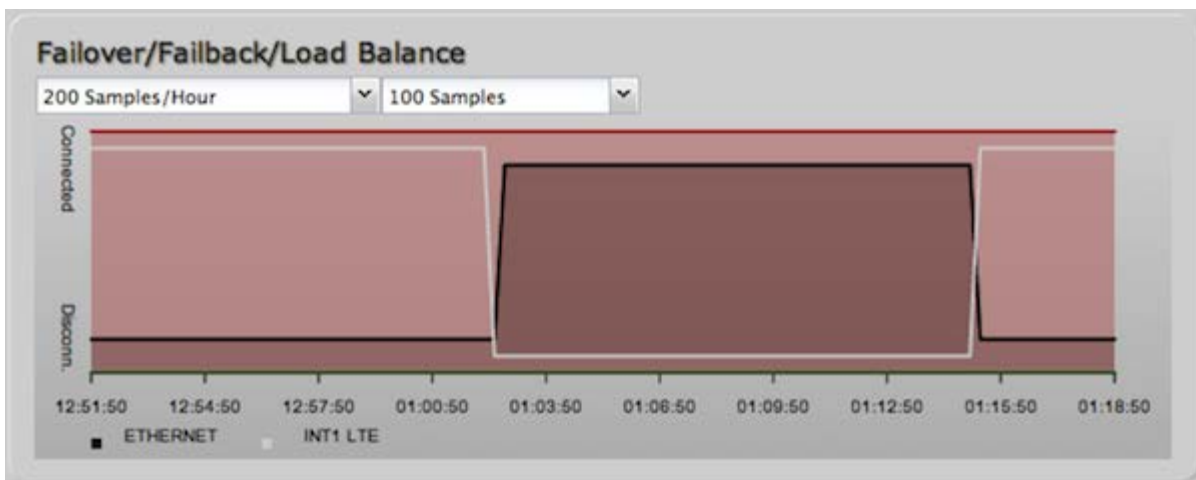 Failover/Failback/Load Balance
200 Samples/Hour 100 Samples
Connected
Disconn.
12:51:50 12:54:50 12:57:50 01:00:50 01:03:50 01:06:50 01:09:50 01:12:50 01:15:50 01:18:50
ETHERNET INT1 LTE